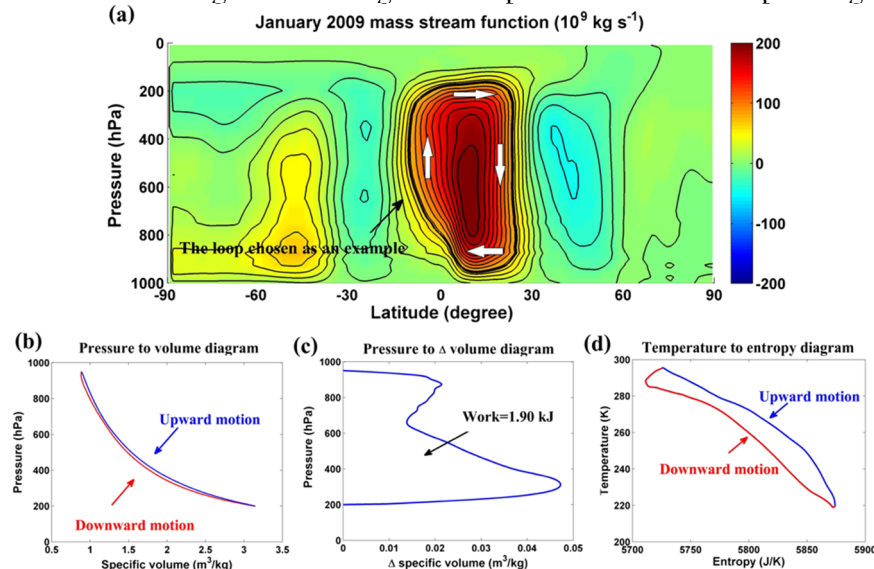 (a)
January 2009 mass stream function (10⁹ kg s⁻¹)
Pressure (hPa)
0
200
400
600
800
1000
The loop chosen as an example
-90
-60
-30
0
30
60
90
Latitude (degree)
200
100
0
-100
-200
(b)
Pressure to volume diagram
Pressure (hPa)
1000
800
600
400
200
0
Upward motion
Downward motion
0.5
1
1.5
2
2.5
3
3.5
Specific volume (m³/kg)
(c)
Pressure to Δ volume diagram
Pressure (hPa)
1000
800
600
400
200
0
Work=1.90 kJ
0
0.01
0.02
0.03
0.04
0.05
Δ specific volume (m³/kg)
(d)
Temperature to entropy diagram
Temperature (K)
300
280
260
240
220
200
Upward motion
Downward motion
5700
5750
5800
5850
5900
Entropy (J/K)